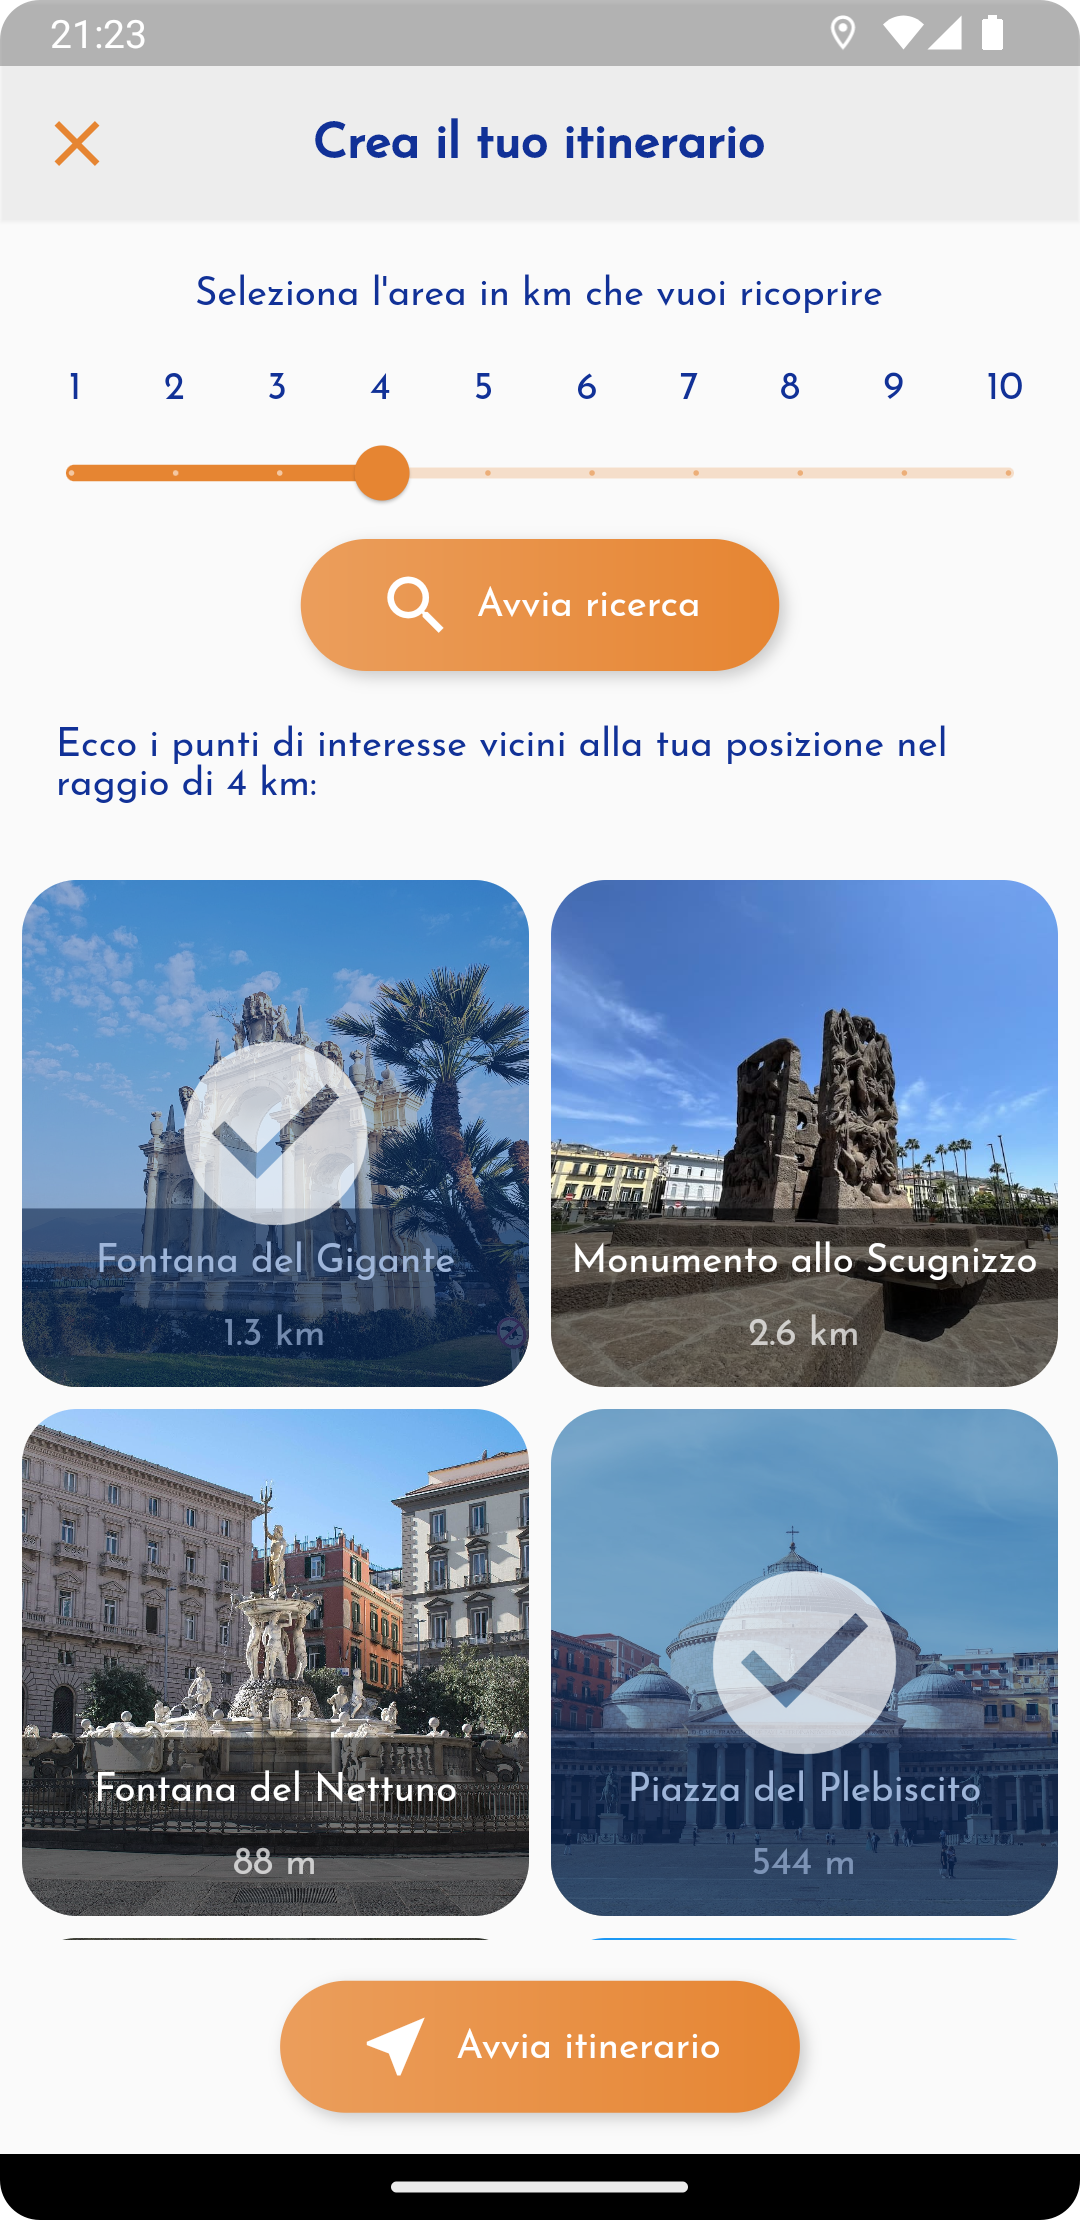 21:23
Crea il tuo itinerario
Seleziona l'area in km che vuoi ricoprire
1 2 3 4 5 6 7 8 9 10
Avvia ricerca
Ecco i punti di interesse vicini alla tua posizione nel
raggio di 4 km:
Fontana del Gigante
1.3 km
Monumento allo Scugnizzo
2.6 km
Fontana del Nettuno
88 m
Piazza del Plebiscito
544 m
Avvia itinerario